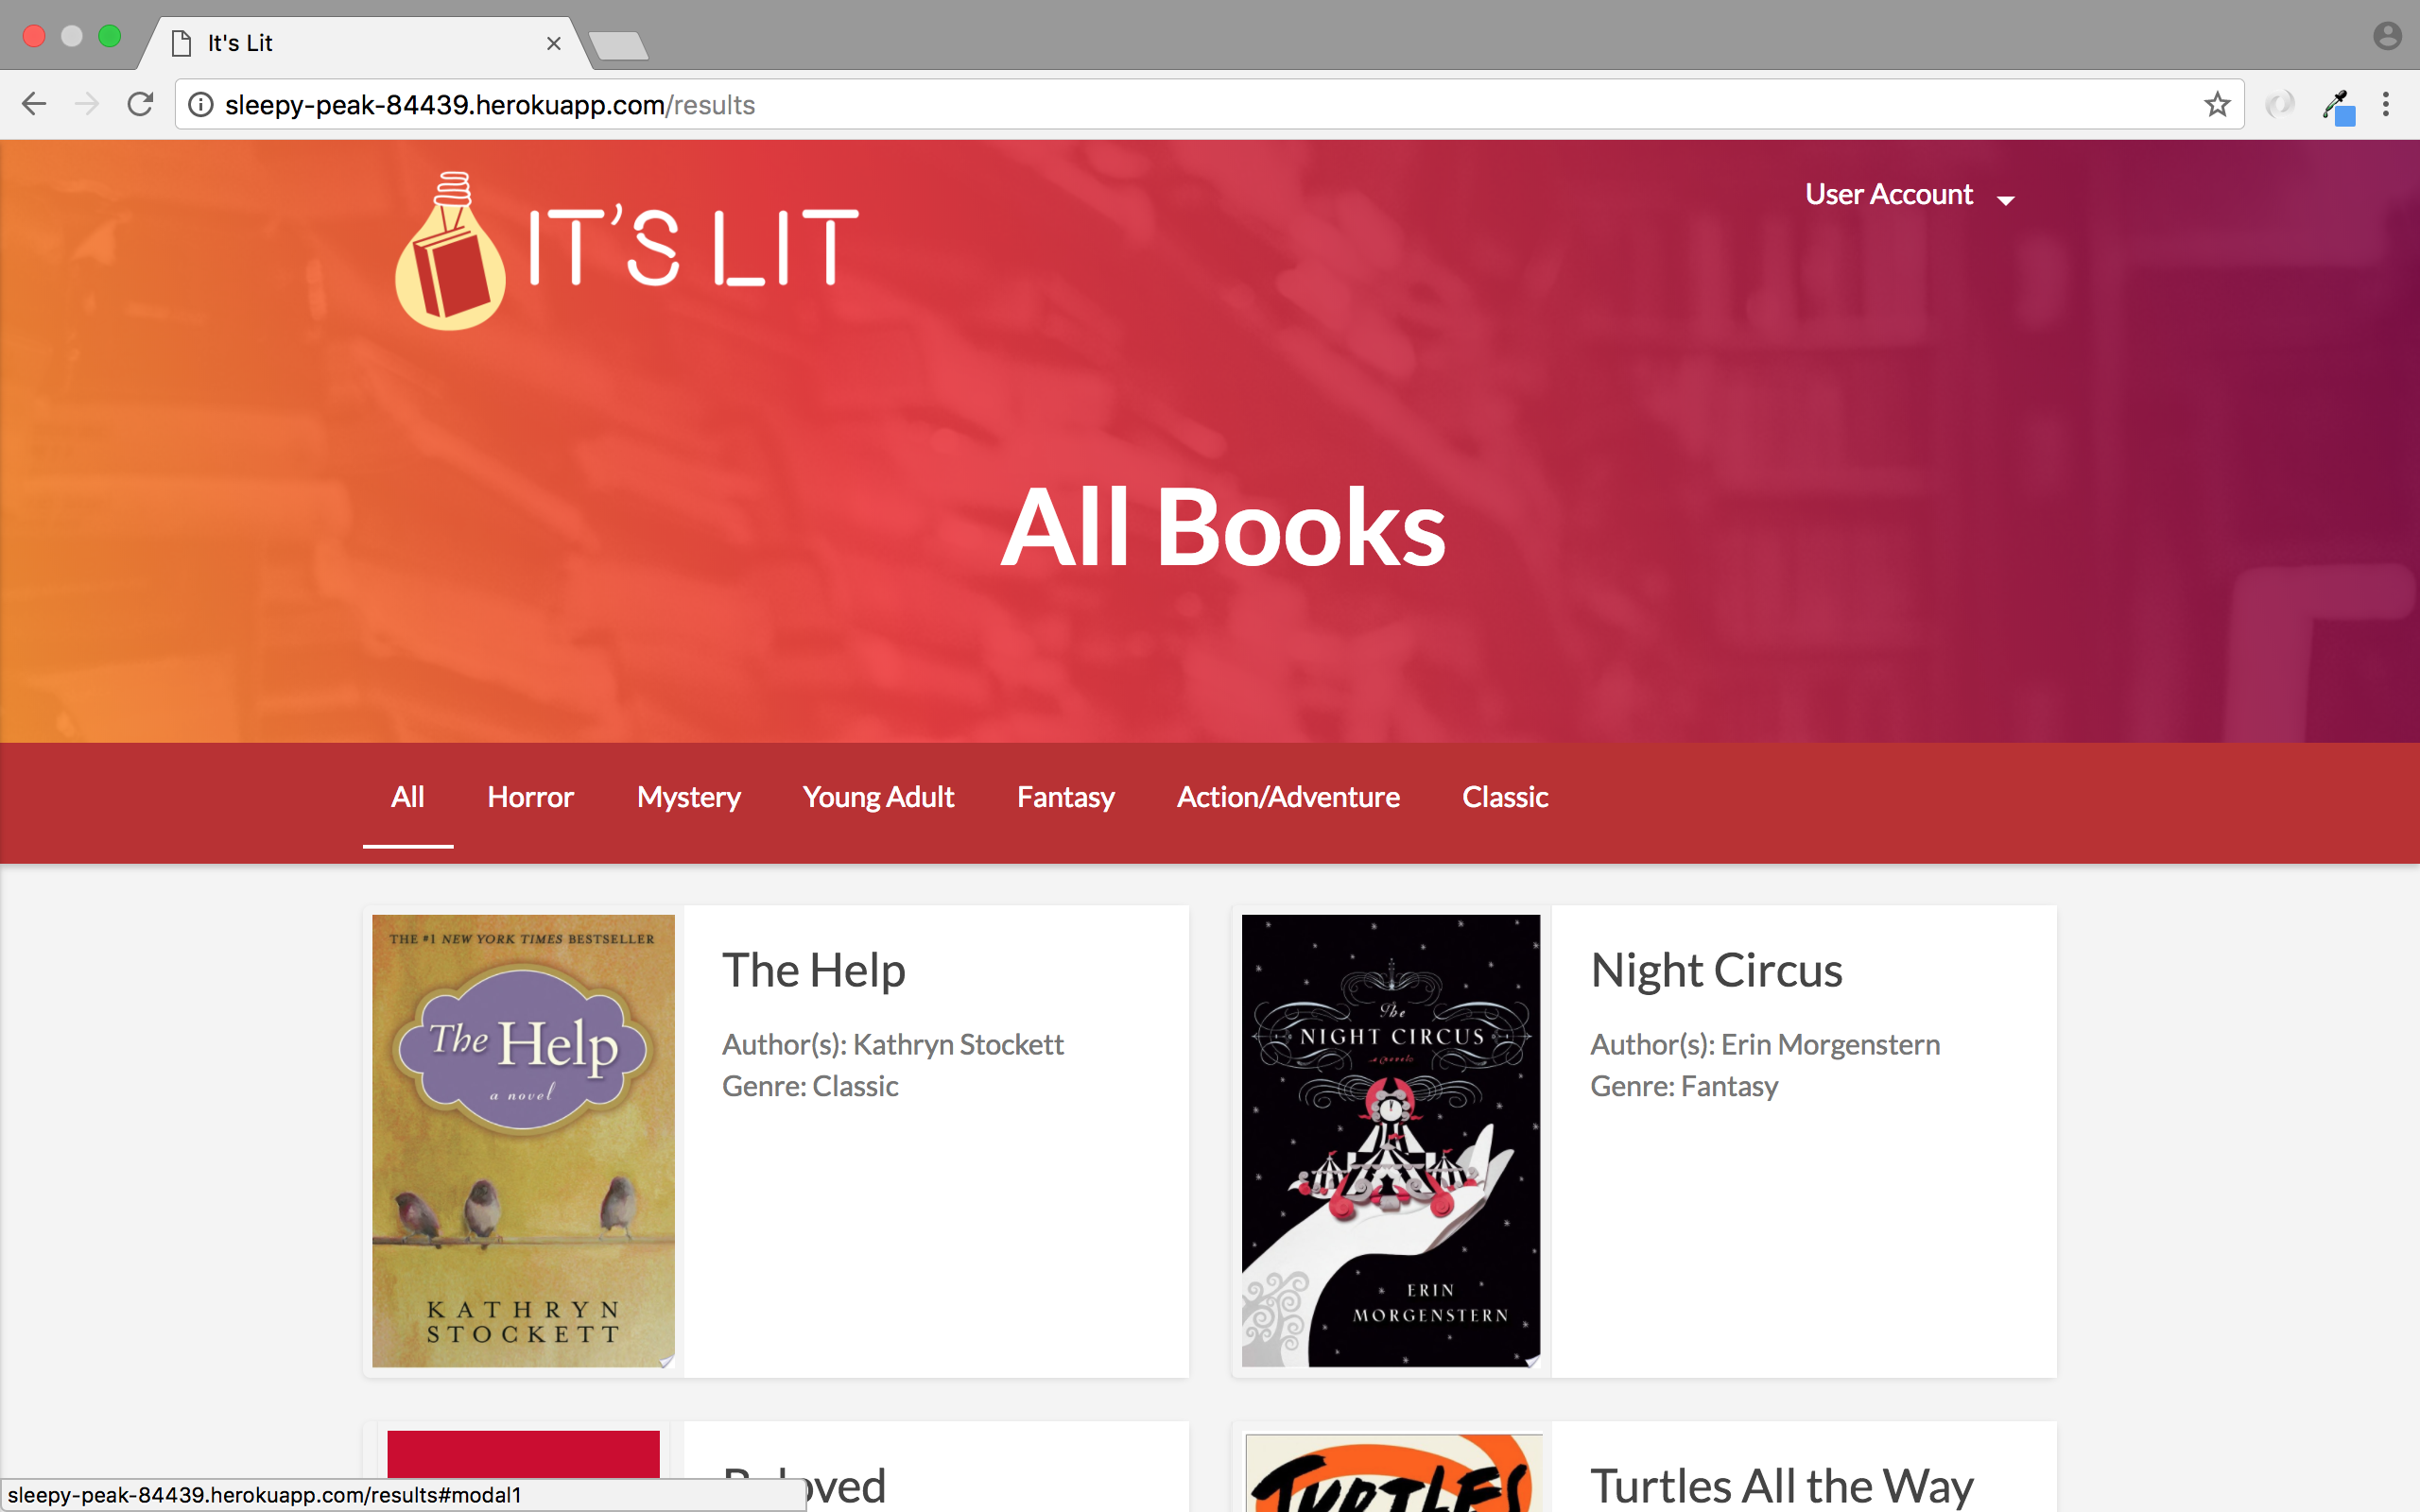 It's Lit
sleepy-peak-84439.herokuapp.com/results
IT'S LIT
User Account
All Books
All Horror Mystery Young Adult Fantasy Action/Adventure Classic
THE #1 NEW YORK TIMES BESTSELLER
The Help
a novel
KATHRYN
STOCKETT
The Help
Author(s): Kathryn Stockett
Genre: Classic
The
NIGHT CIRCUS
a novel
ERIN
MORGENSTERN
Night Circus
Author(s): Erin Morgenstern
Genre: Fantasy
Beloved
TURTLES
Turtles All the Way
sleepy-peak-84439.herokuapp.com/results#modal1